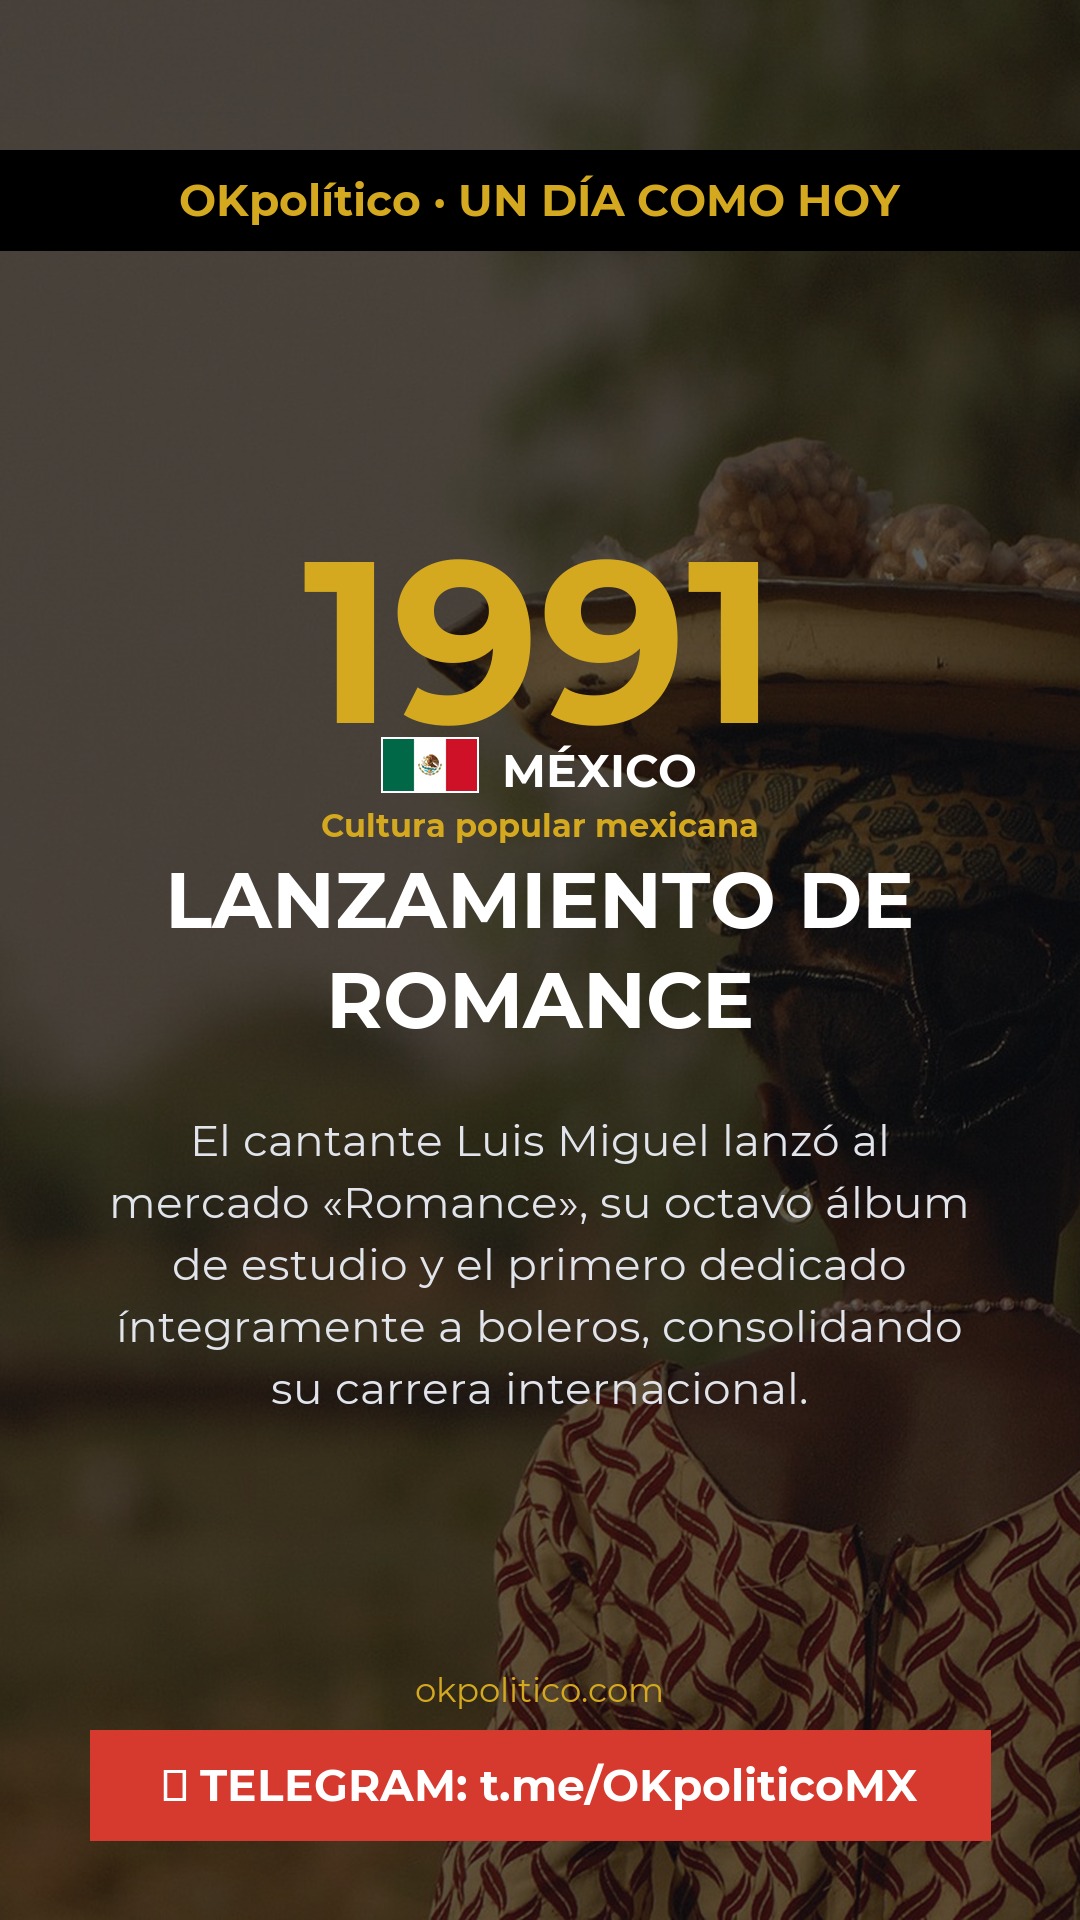 OKpolítico · UN DÍA COMO HOY
1991
MÉXICO
Cultura popular mexicana
LANZAMIENTO DE
ROMANCE
El cantante Luis Miguel lanzó al
mercado «Romance», su octavo álbum
de estudio y el primero dedicado
íntegramente a boleros, consolidando
su carrera internacional.
okpolitico.com
TELEGRAM: t.me/OKpoliticoMX